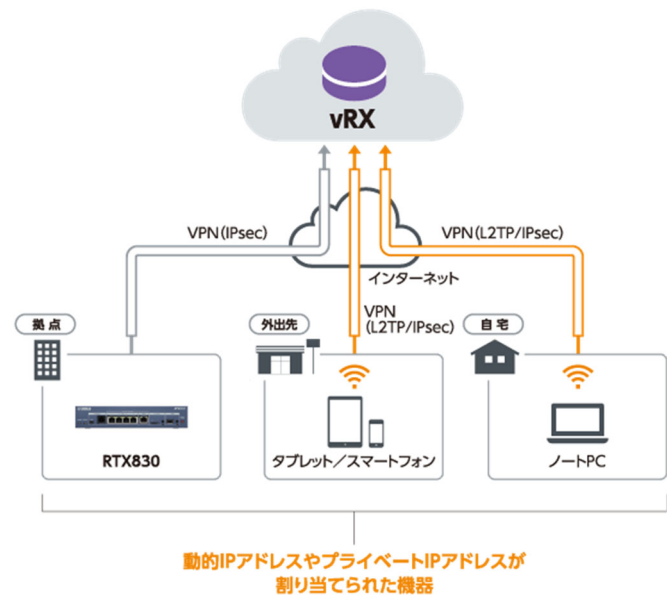 vRX
VPN(IPsec)
VPN(L2TP/IPsec)
インターネット
VPN
(L2TP/IPsec)
拠点
外出先
自宅
RTX830
タブレット／スマートフォン
ノートPC
動的IPアドレスやプライベートIPアドレスが
割り当てられた機器